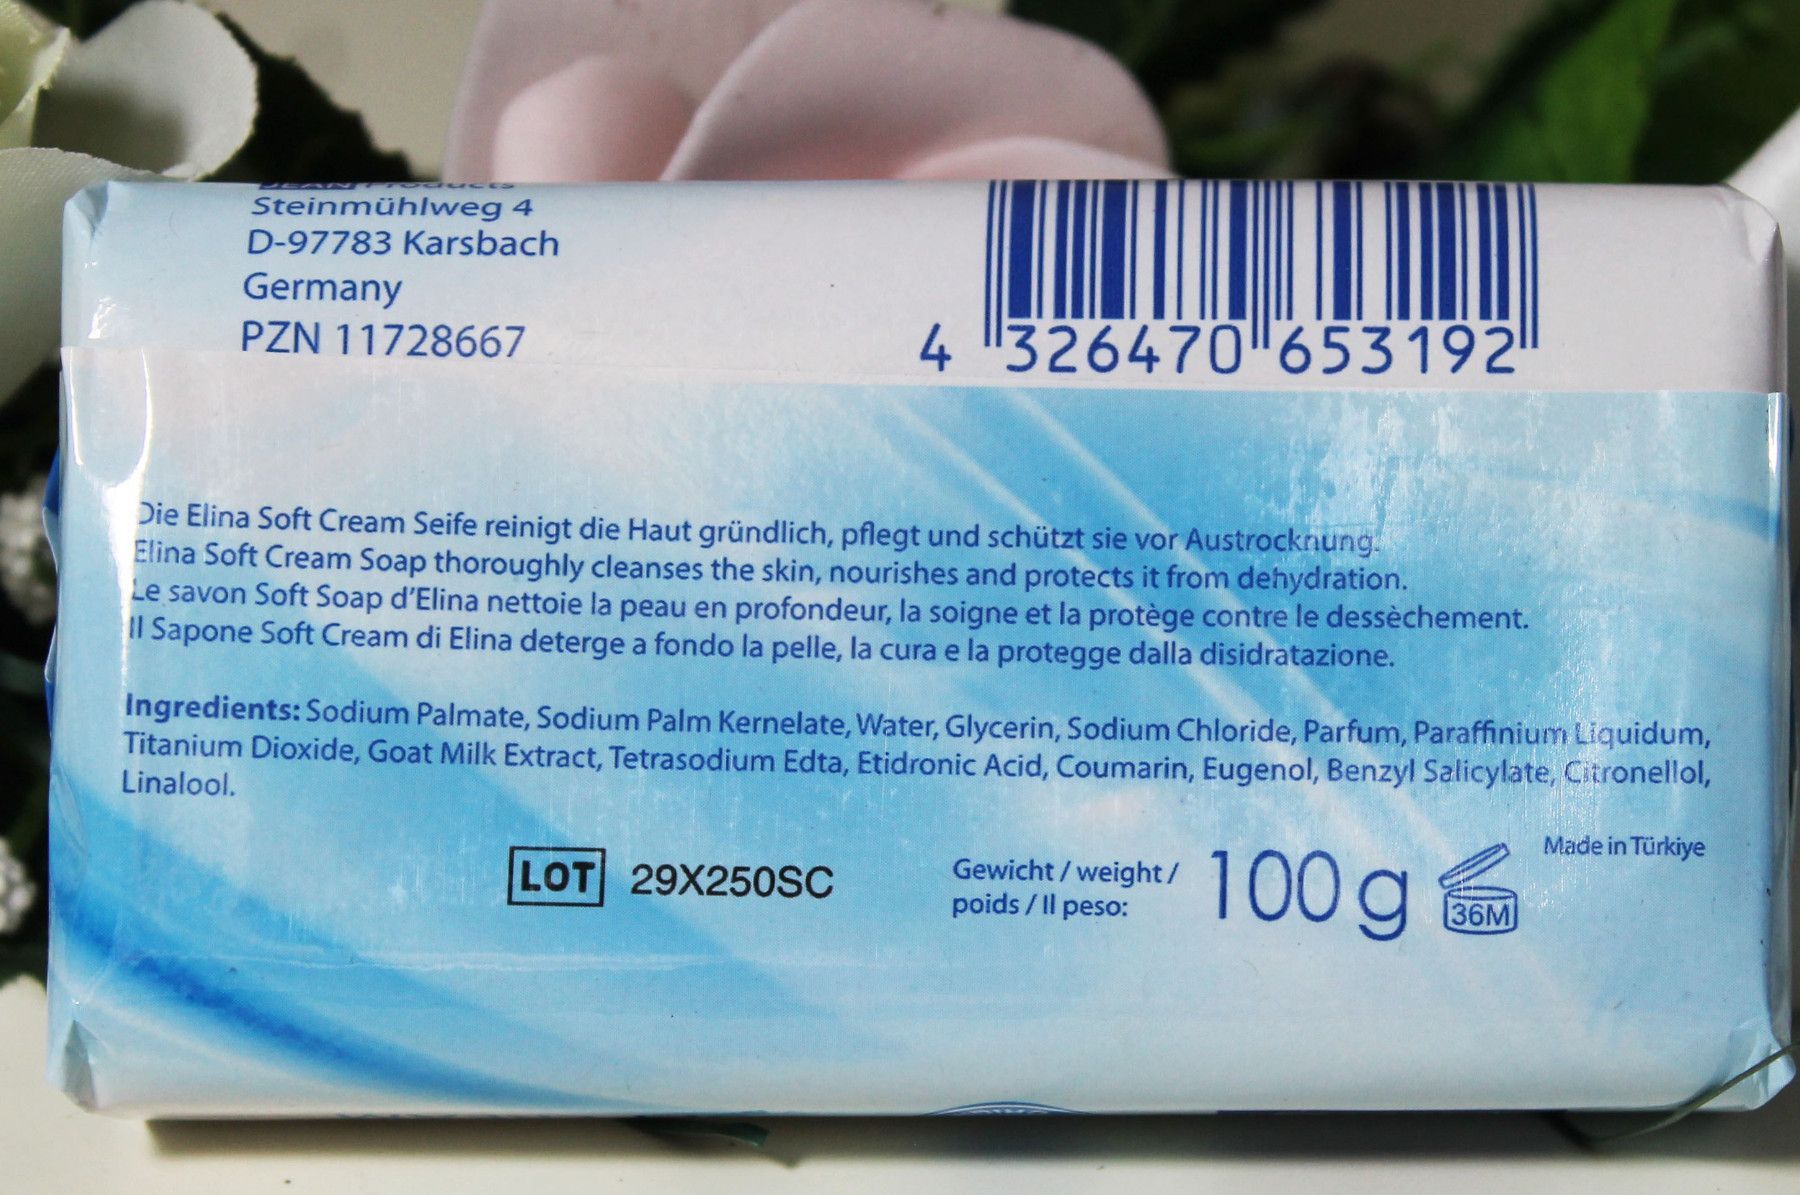 JEAN Products
Steinmühlweg 4
D-97783 Karsbach
Germany
PZN 11728667
4 326470 653192
Die Elina Soft Cream Seife reinigt die Haut gründlich, pflegt und schützt sie vor Austrocknung.
Elina Soft Cream Soap thoroughly cleanses the skin, nourishes and protects it from dehydration.
Le savon Soft Soap d'Elina nettoie la peau en profondeur, la soigne et la protège contre le dessèchement.
Il Sapone Soft Cream di Elina deterge a fondo la pelle, la cura e la protegge dalla disidratazione.
Ingredients: Sodium Palmate, Sodium Palm Kernelate, Water, Glycerin, Sodium Chloride, Parfum, Paraffinium Liquidum,
Titanium Dioxide, Goat Milk Extract, Tetrasodium Edta, Etidronic Acid, Coumarin, Eugenol, Benzyl Salicylate, Citronellol,
Linalool.
Made in Türkiye
LOT 29X250SC
Gewicht / weight /
poids / Il peso:
100 g
36M